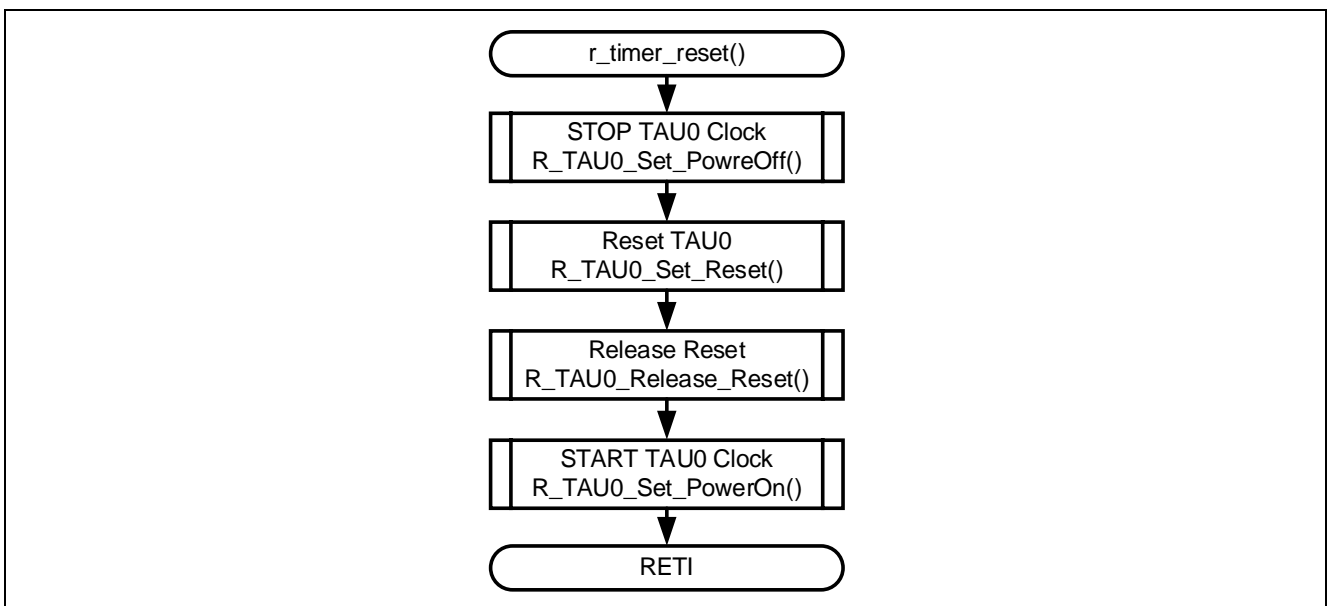 r_timer_reset()
STOP TAU0 Clock
R_TAU0_Set_PowreOff()
Reset TAU0
R_TAU0_Set_Reset()
Release Reset
R_TAU0_Release_Reset()
START TAU0 Clock
R_TAU0_Set_PowerOn()
RETI